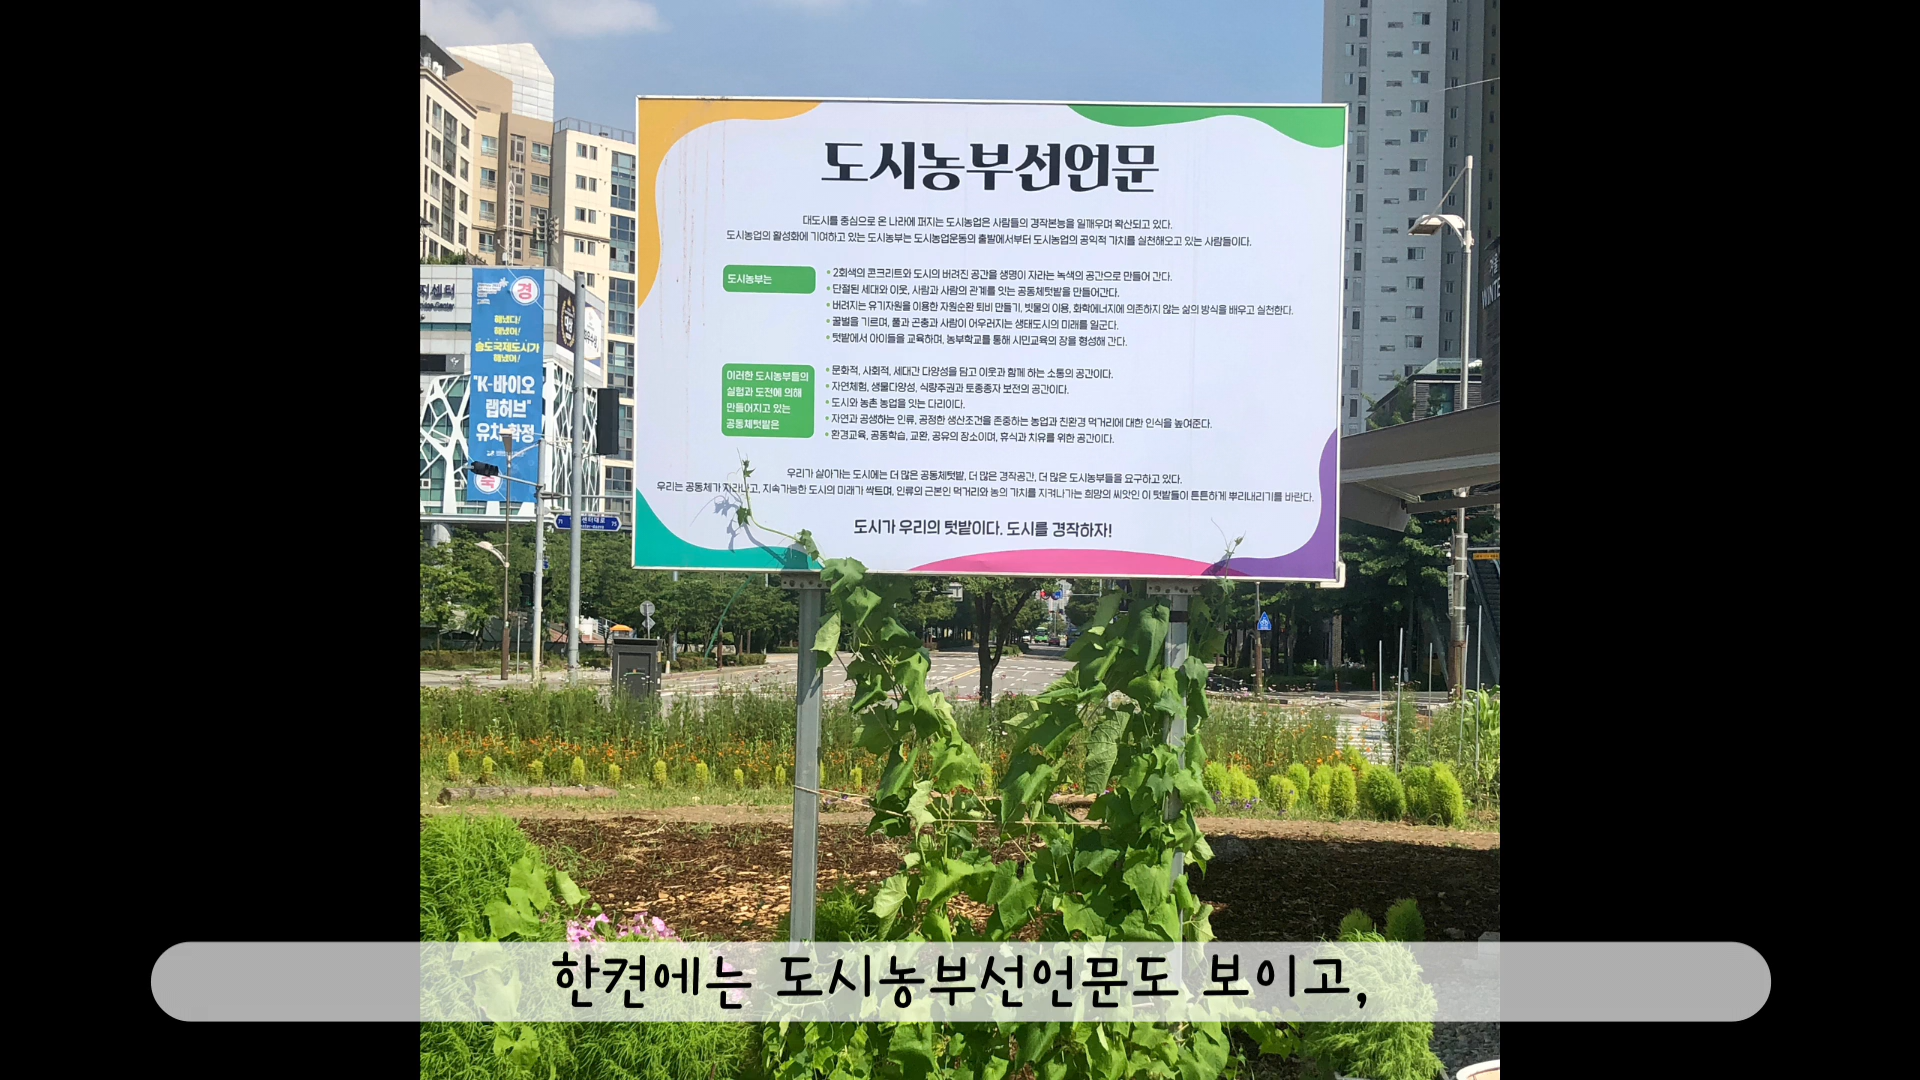 도시농부선언문
대도시를 중심으로 온 나라에 퍼지는 도시농업은 사람들의 경작본능을 일깨우며 확산되고 있다.
도시농업의 활성화에 기여하고 있는 도시농부는 도시농업운동의 출발에서부터 도시농업의 공익적 가치를 실천해오고 있는 사람들이다.
도시농부는
• 2회색의 콘크리트와 도시의 버려진 공간을 생명이 자라는 녹색의 공간으로 만들어 간다.
• 단절된 세대와 이웃, 사람과 사람의 관계를 잇는 공동체텃밭을 만들어간다.
• 버려지는 유기자원을 이용한 자원순환 퇴비 만들기, 빗물의 이용, 화학에너지에 의존하지 않는 삶의 방식을 배우고 실천한다.
• 꿀벌을 기르며, 풀과 곤충과 사람이 어우러지는 생태도시의 미래를 일군다.
• 텃밭에서 아이들을 교육하며, 농부학교를 통해 시민교육의 장을 형성해 간다.
이러한 도시농부들의
실험과 도전에 의해
만들어지고 있는
공동체텃밭은
• 문화적, 사회적, 세대간 다양성을 담고 이웃과 함께 하는 소통의 공간이다.
• 자연체험, 생물다양성, 식량주권과 토종종자 보전의 공간이다.
• 도시와 농촌 농업을 잇는 다리이다.
• 자연과 공생하는 인류, 공정한 생산조건을 존중하는 농업과 친환경 먹거리에 대한 인식을 높여준다.
• 환경교육, 공동학습, 교환, 공유의 장소이며, 휴식과 치유를 위한 공간이다.
우리가 살아가는 도시에는 더 많은 공동체텃밭, 더 많은 경작공간, 더 많은 도시농부들을 요구하고 있다.
우리는 공동체가 자라나고, 지속가능한 도시의 미래가 싹트며, 인류의 근본인 먹거리와 농의 가치를 지켜나가는 희망의 씨앗인 이 텃밭들이 튼튼하게 뿌리내리기를 바란다.
도시가 우리의 텃밭이다. 도시를 경작하자!
경
해냈다!
해냈어!
송도국제도시가
해냈어!
"K-바이오
랩허브"
유치 확정
축
지센터
센터대로
WINTE
한켠에는 도시농부선언문도 보이고,